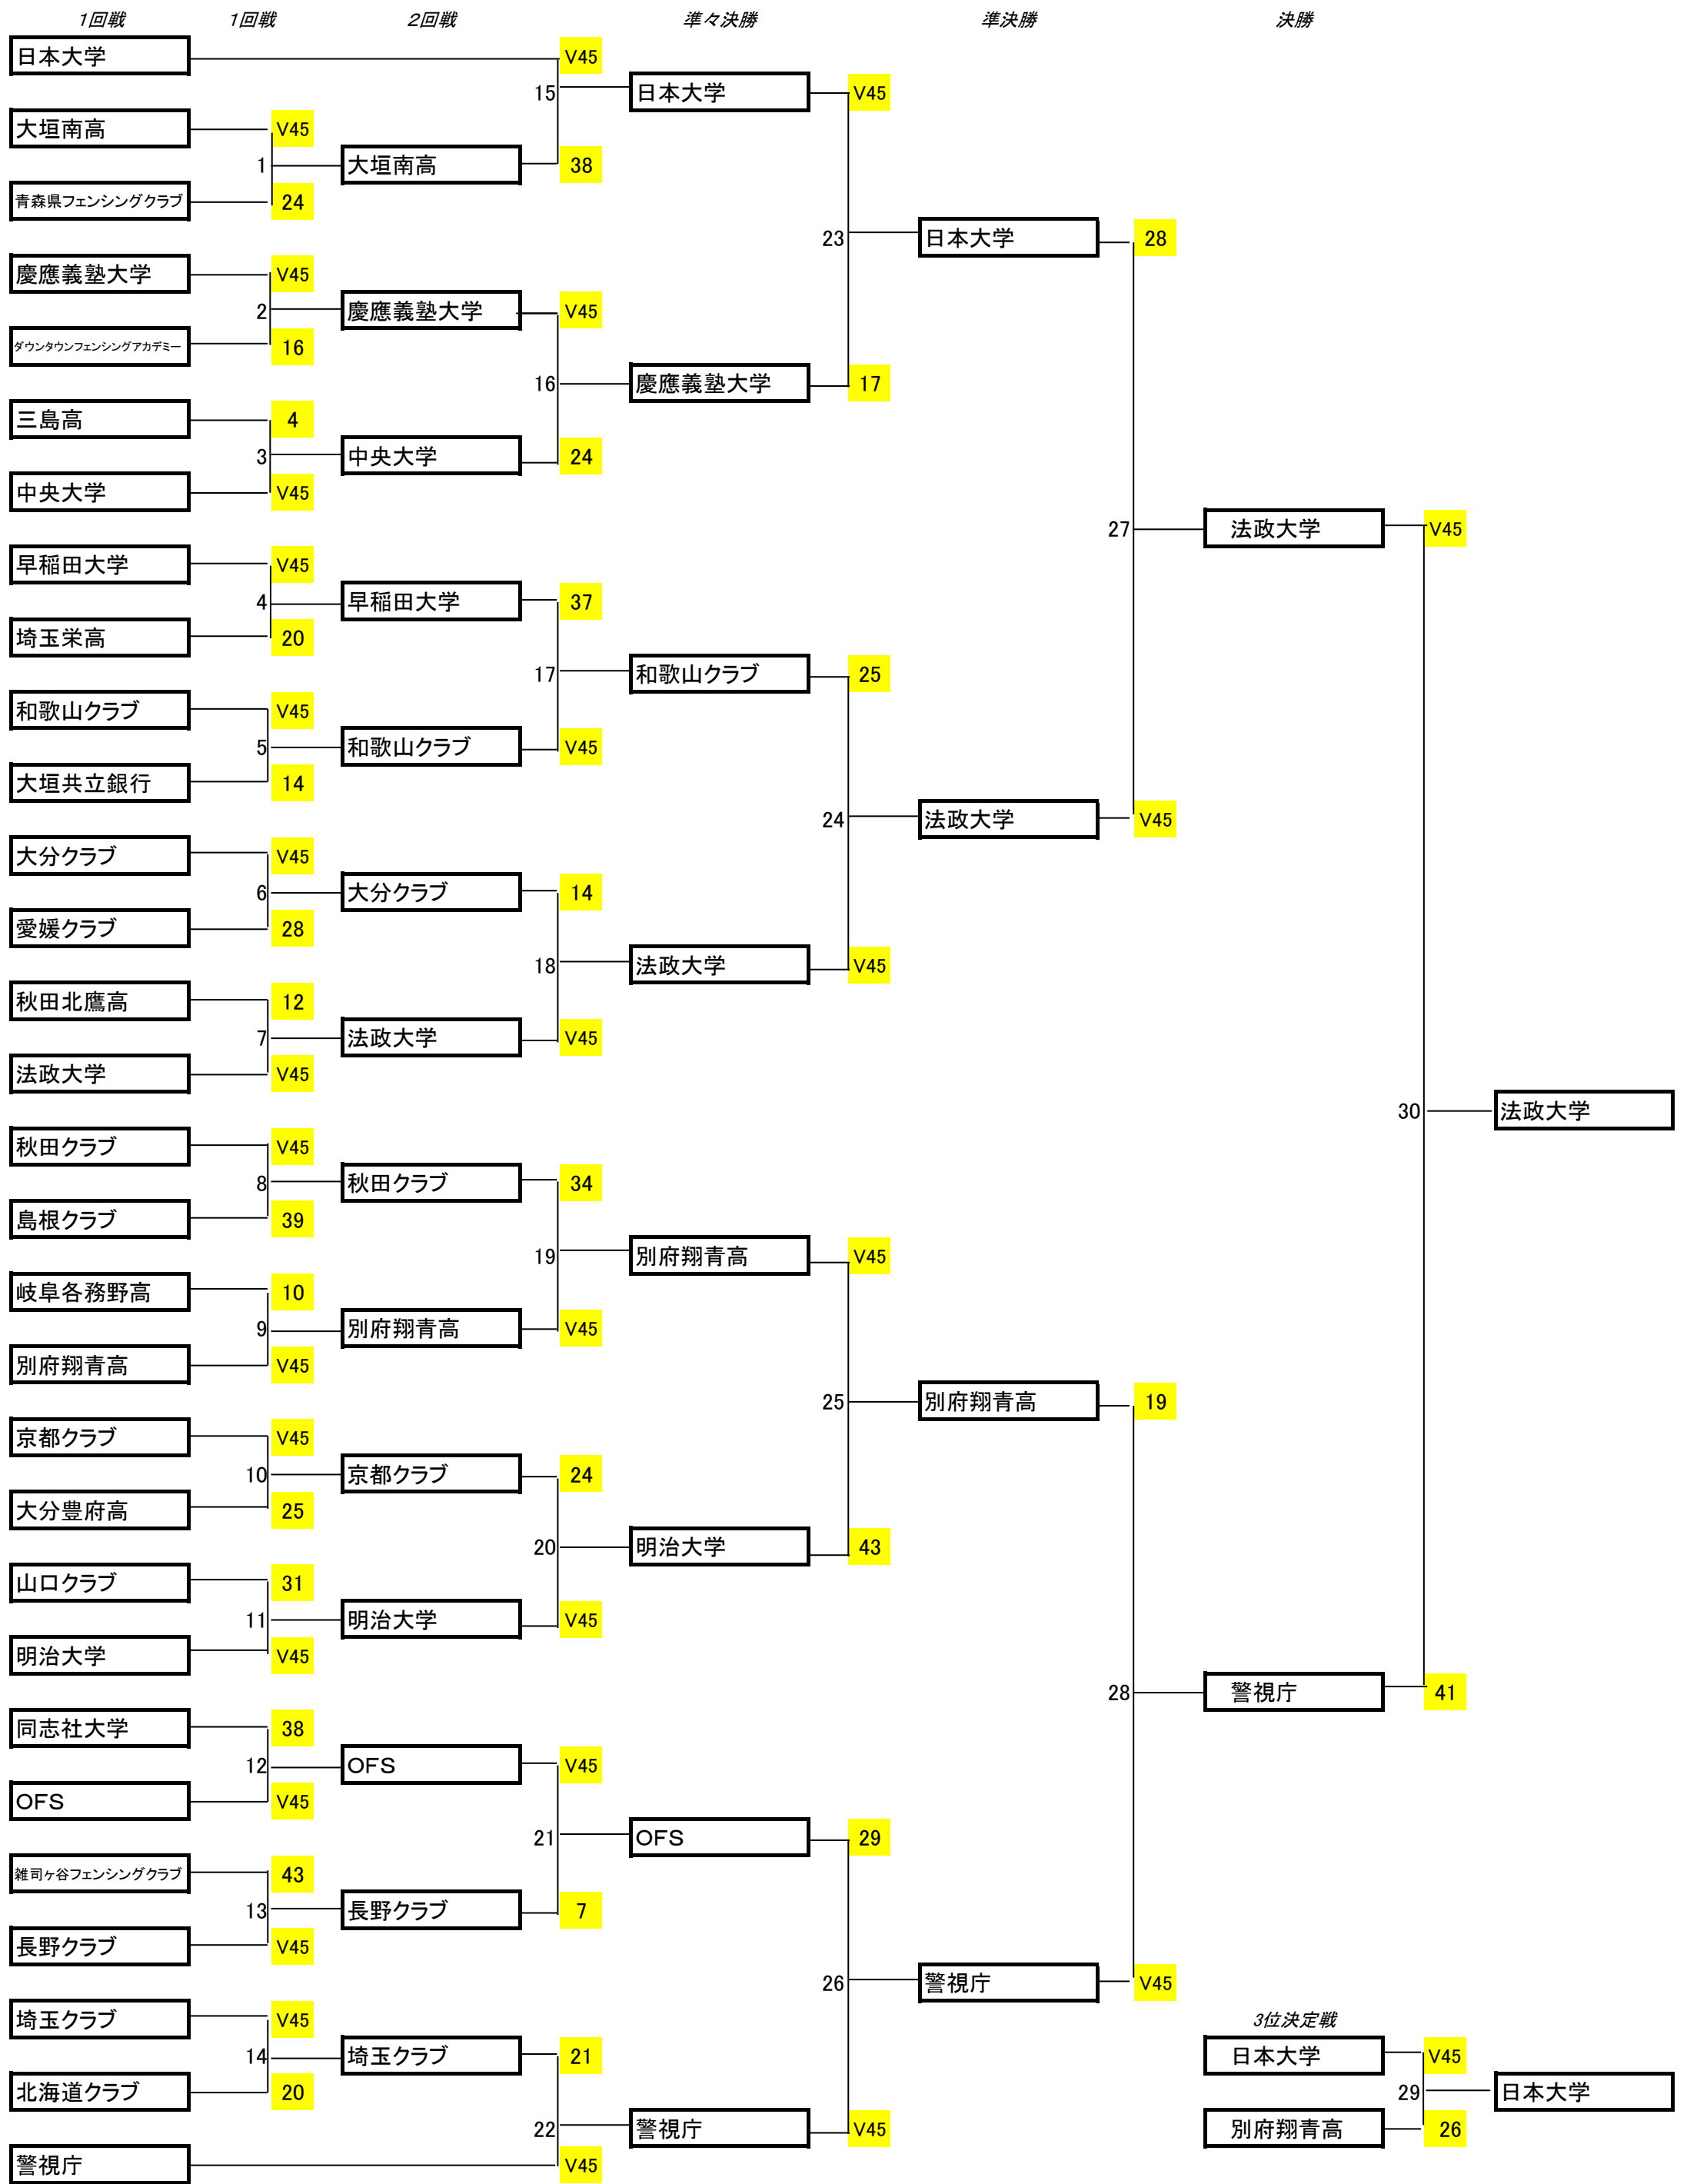 1回戦 1回戦 2回戦 準々決勝 準決勝 決勝
日本大学 V45
15 日本大学 V45
大垣南高 V45
1 大垣南高 38
青森県フェンシングクラブ 24
23 日本大学 28
慶應義塾大学 V45
2 慶應義塾大学 V45
ダウンタウンフェンシングアカデミー 16
16 慶應義塾大学 17
三島高 4
3 中央大学 24
中央大学 V45
27 法政大学 V45
早稲田大学 V45
4 早稲田大学 37
埼玉栄高 20
17 和歌山クラブ 25
和歌山クラブ V45
5 和歌山クラブ V45
大垣共立銀行 14
24 法政大学 V45
大分クラブ V45
6 大分クラブ 14
愛媛クラブ 28
18 法政大学 V45
秋田北鷹高 12
7 法政大学 V45
法政大学 V45
30 法政大学
秋田クラブ V45
8 秋田クラブ 34
島根クラブ 39
19 別府翔青高 V45
岐阜各務野高 10
9 別府翔青高 V45
別府翔青高 V45
25 別府翔青高 19
京都クラブ V45
10 京都クラブ 24
大分豊府高 25
20 明治大学 43
山口クラブ 31
11 明治大学 V45
明治大学 V45
28 警視庁 41
同志社大学 38
12 OFS V45
OFS V45
21 OFS 29
雑司ヶ谷フェンシングクラブ 43
13 長野クラブ 7
長野クラブ V45
26 警視庁 V45
埼玉クラブ V45
3位決定戦
14 埼玉クラブ 21
日本大学 V45
北海道クラブ 20
29 日本大学
22 警視庁 V45
別府翔青高 26
警視庁 V45